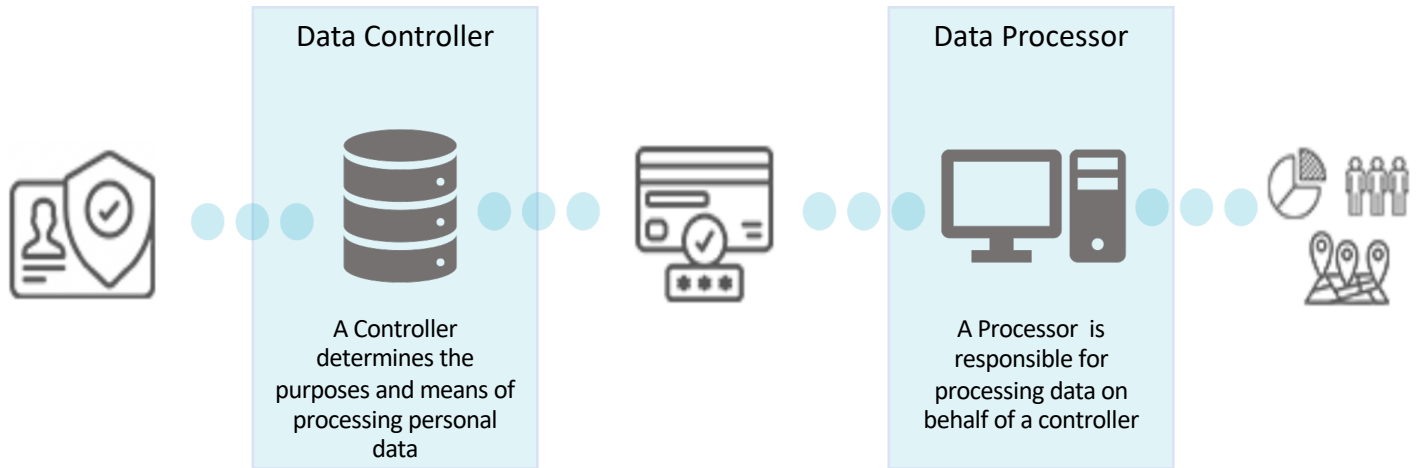 Data Controller
A Controller
determines the
purposes and means of
processing personal
data
Data Processor
A Processor is
responsible for
processing data on
behalf of a controller